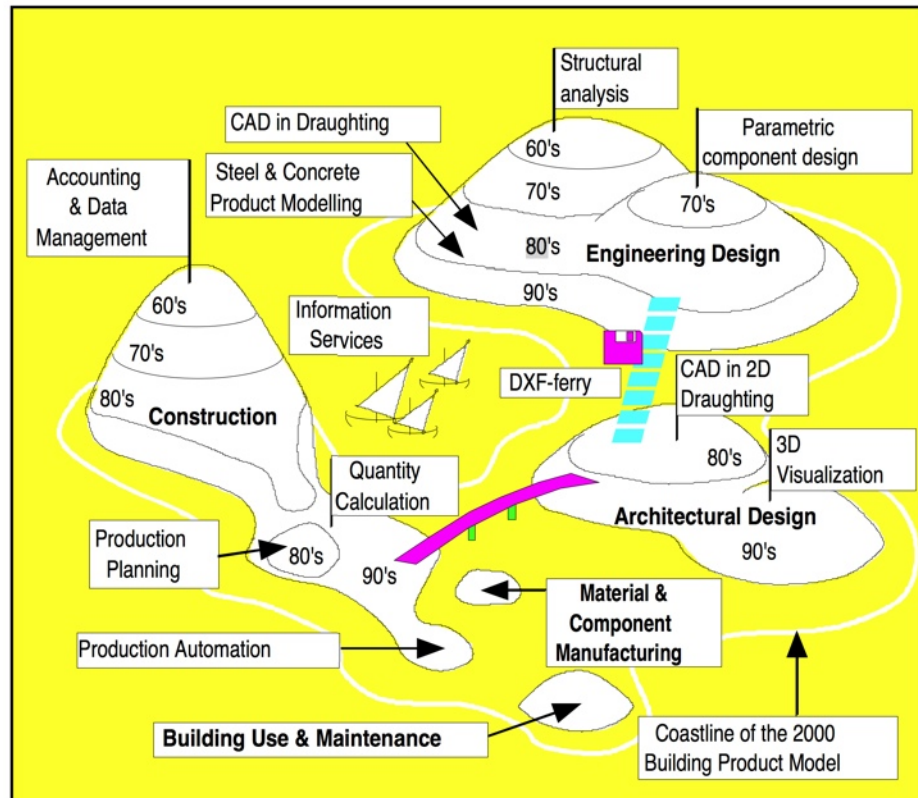 Structural
analysis
CAD in Draughting
Parametric
component design
Steel & Concrete
Product Modelling
Accounting
& Data
Management
60's
70's
70's
80's
Engineering Design
90's
60's
70's
80's
Construction
Information
Services
DXF-ferry
CAD in 2D
Draughting
80's
3D
Visualization
Architectural Design
90's
Quantity
Calculation
Production
Planning
80's
90's
Material &
Component
Manufacturing
Production Automation
Building Use & Maintenance
Coastline of the 2000
Building Product Model